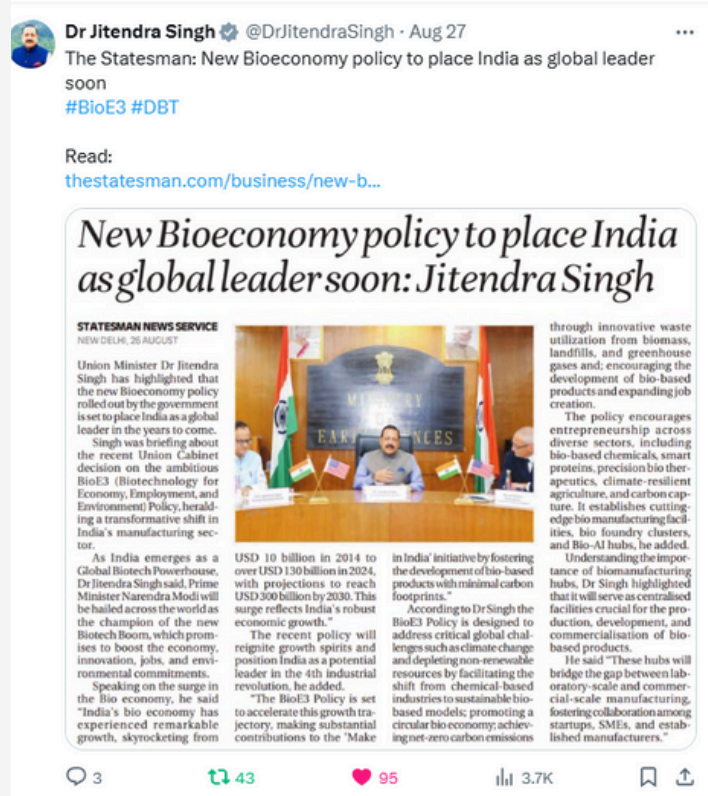 Dr Jitendra Singh @DrJitendraSingh · Aug 27
The Statesman: New Bioeconomy policy to place India as global leader
soon
#BioE3 #DBT
Read:
thestatesman.com/business/new-b...
New Bioeconomy policy to place India
as global leader soon: Jitendra Singh
STATESMAN NEWS SERVICE
NEW DELHI, 26 AUGUST
Union Minister Dr Jitendra
Singh has highlighted that
the new Bioeconomy policy
rolled out by the government
is set to place India as a global
leader in the years to come.
Singh was briefing about
the recent Union Cabinet
decision on the ambitious
BioE3 (Biotechnology for
Economy, Employment, and
Environment) Policy, herald-
ing a transformative shift in
India's manufacturing sec-
tor.
As India emerges as a
Global Biotech Powerhouse,
Dr Jitendra Singh said, Prime
Minister Narendra Modi will
be hailed across the world as
the champion of the new
Biotech Boom, which prom-
ises to boost the economy,
innovation, jobs, and envi-
ronmental commitments.
Speaking on the surge in
the Bio economy, he said
"India's bio economy has
experienced remarkable
growth, skyrocketing from
MINISTRY
EARTH SCIENCES
USD 10 billion in 2014 to
over USD 130 billion in 2024,
with projections to reach
USD 300 billion by 2030. This
surge reflects India's robust
economic growth."
The recent policy will
reignite growth spirits and
position India as a potential
leader in the 4th industrial
revolution, he added.
"The BioE3 Policy is set
to accelerate this growth tra-
jectory, making substantial
contributions to the 'Make
in India' initiative by fostering
the development of bio-based
products with minimal carbon
footprints."
According to Dr Singh the
BioE3 Policy is designed to
address critical global chal-
lenges such as climate change
and depleting non-renewable
resources by facilitating the
shift from chemical-based
industries to sustainable bio-
based models; promoting a
circular bio economy; achiev-
ing net-zero carbon emissions
through innovative waste
utilization from biomass,
landfills, and greenhouse
gases and; encouraging the
development of bio-based
products and expanding job
creation.
The policy encourages
entrepreneurship across
diverse sectors, including
bio-based chemicals, smart
proteins, precision bio ther-
apeutics, climate-resilient
agriculture, and carbon cap-
ture. It establishes cutting-
edge bio manufacturing facil-
ities, bio foundry clusters,
and Bio-AI hubs, he added.
Understanding the impor-
tance of biomanufacturing
hubs, Dr Singh highlighted
that it will serve as centralised
facilities crucial for the pro-
duction, development, and
commercialisation of bio-
based products.
He said "These hubs will
bridge the gap between lab-
oratory-scale and commer-
cial-scale manufacturing,
fostering collaboration among
startups, SMEs, and estab-
lished manufacturers."
3 43 95 3.7K